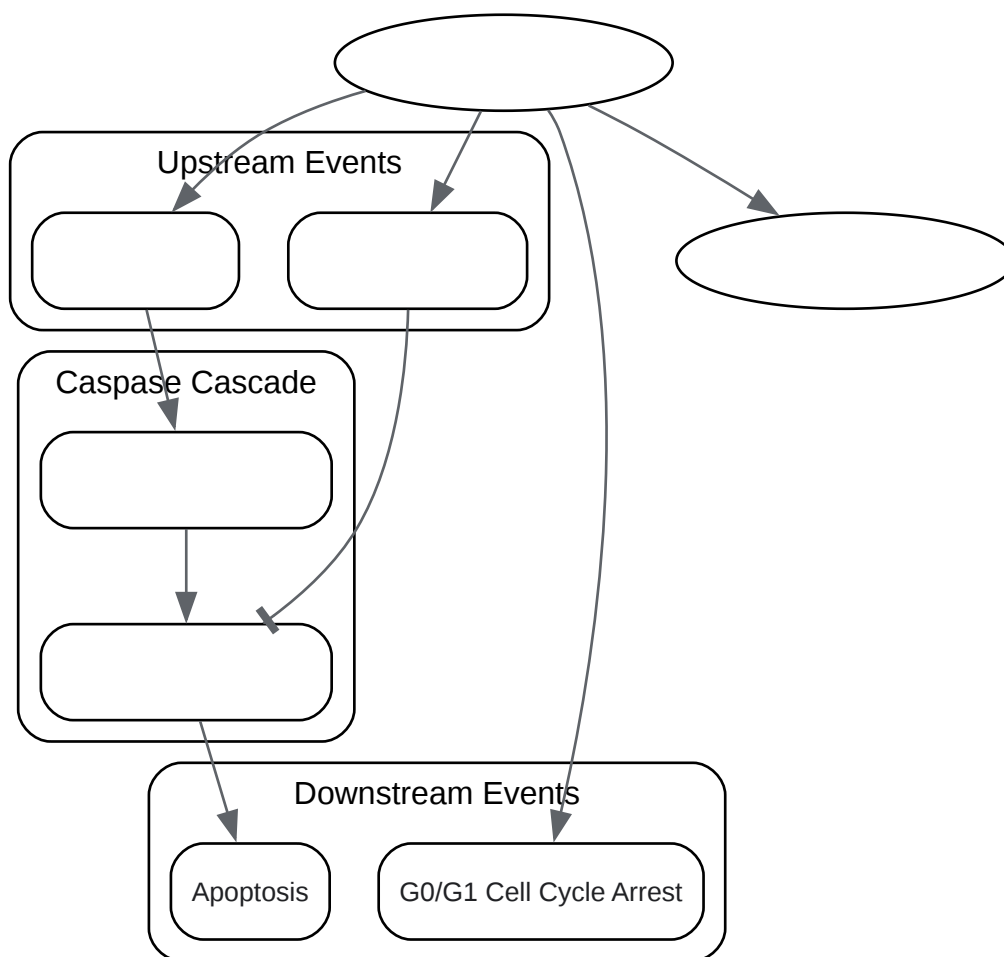 Upstream Events
Caspase Cascade
Downstream Events
Apoptosis
G0/G1 Cell Cycle Arrest